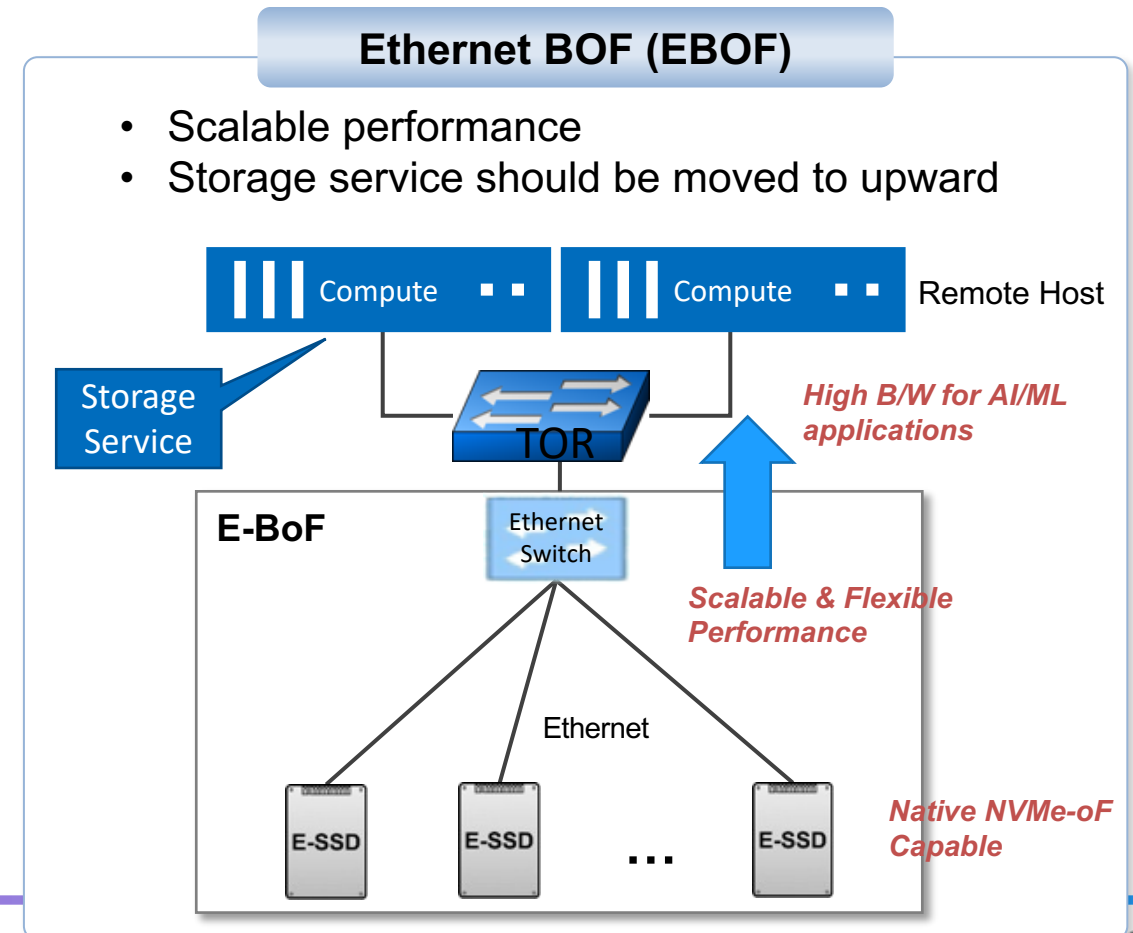 Ethernet BOF (EBOF)
• Scalable performance
• Storage service should be moved to upward
Compute
Compute
Remote Host
Storage
Service
TOR
High B/W for AI/ML
applications
E-BoF
Ethernet
Switch
Scalable & Flexible
Performance
Ethernet
E-SSD
E-SSD
...
E-SSD
Native NVMe-oF
Capable